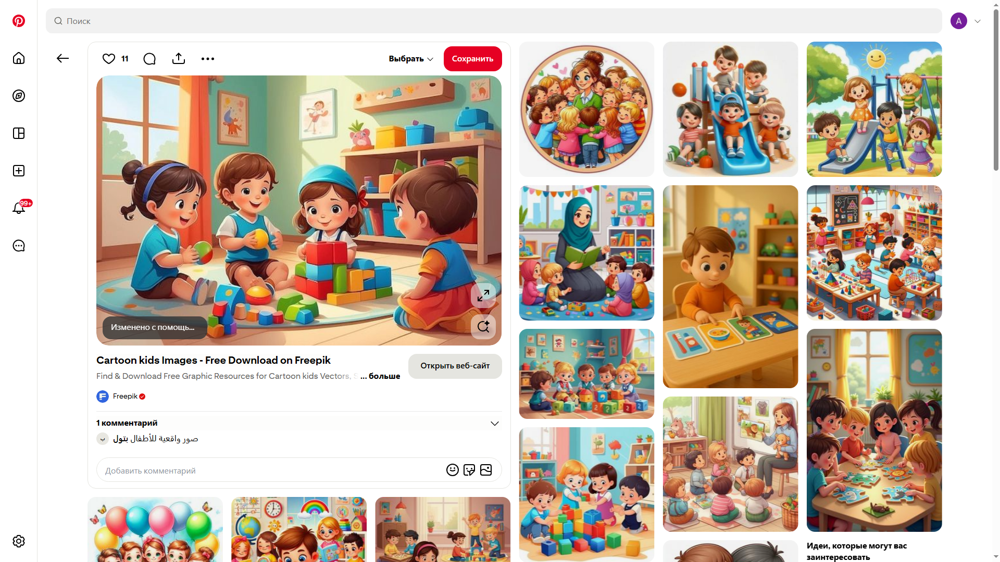 Поиск
A
99+
11
Выбрать
Сохранить
Изменено с помощь...
Cartoon kids Images - Free Download on Freepik
Find & Download Free Graphic Resources for Cartoon kids Vectors, S ... больше
Открыть веб-сайт
Freepik
1 комментарий
ب
بتول صور واقعية للأطفال
Добавить комментарий
Идеи, которые могут вас
заинтересовать